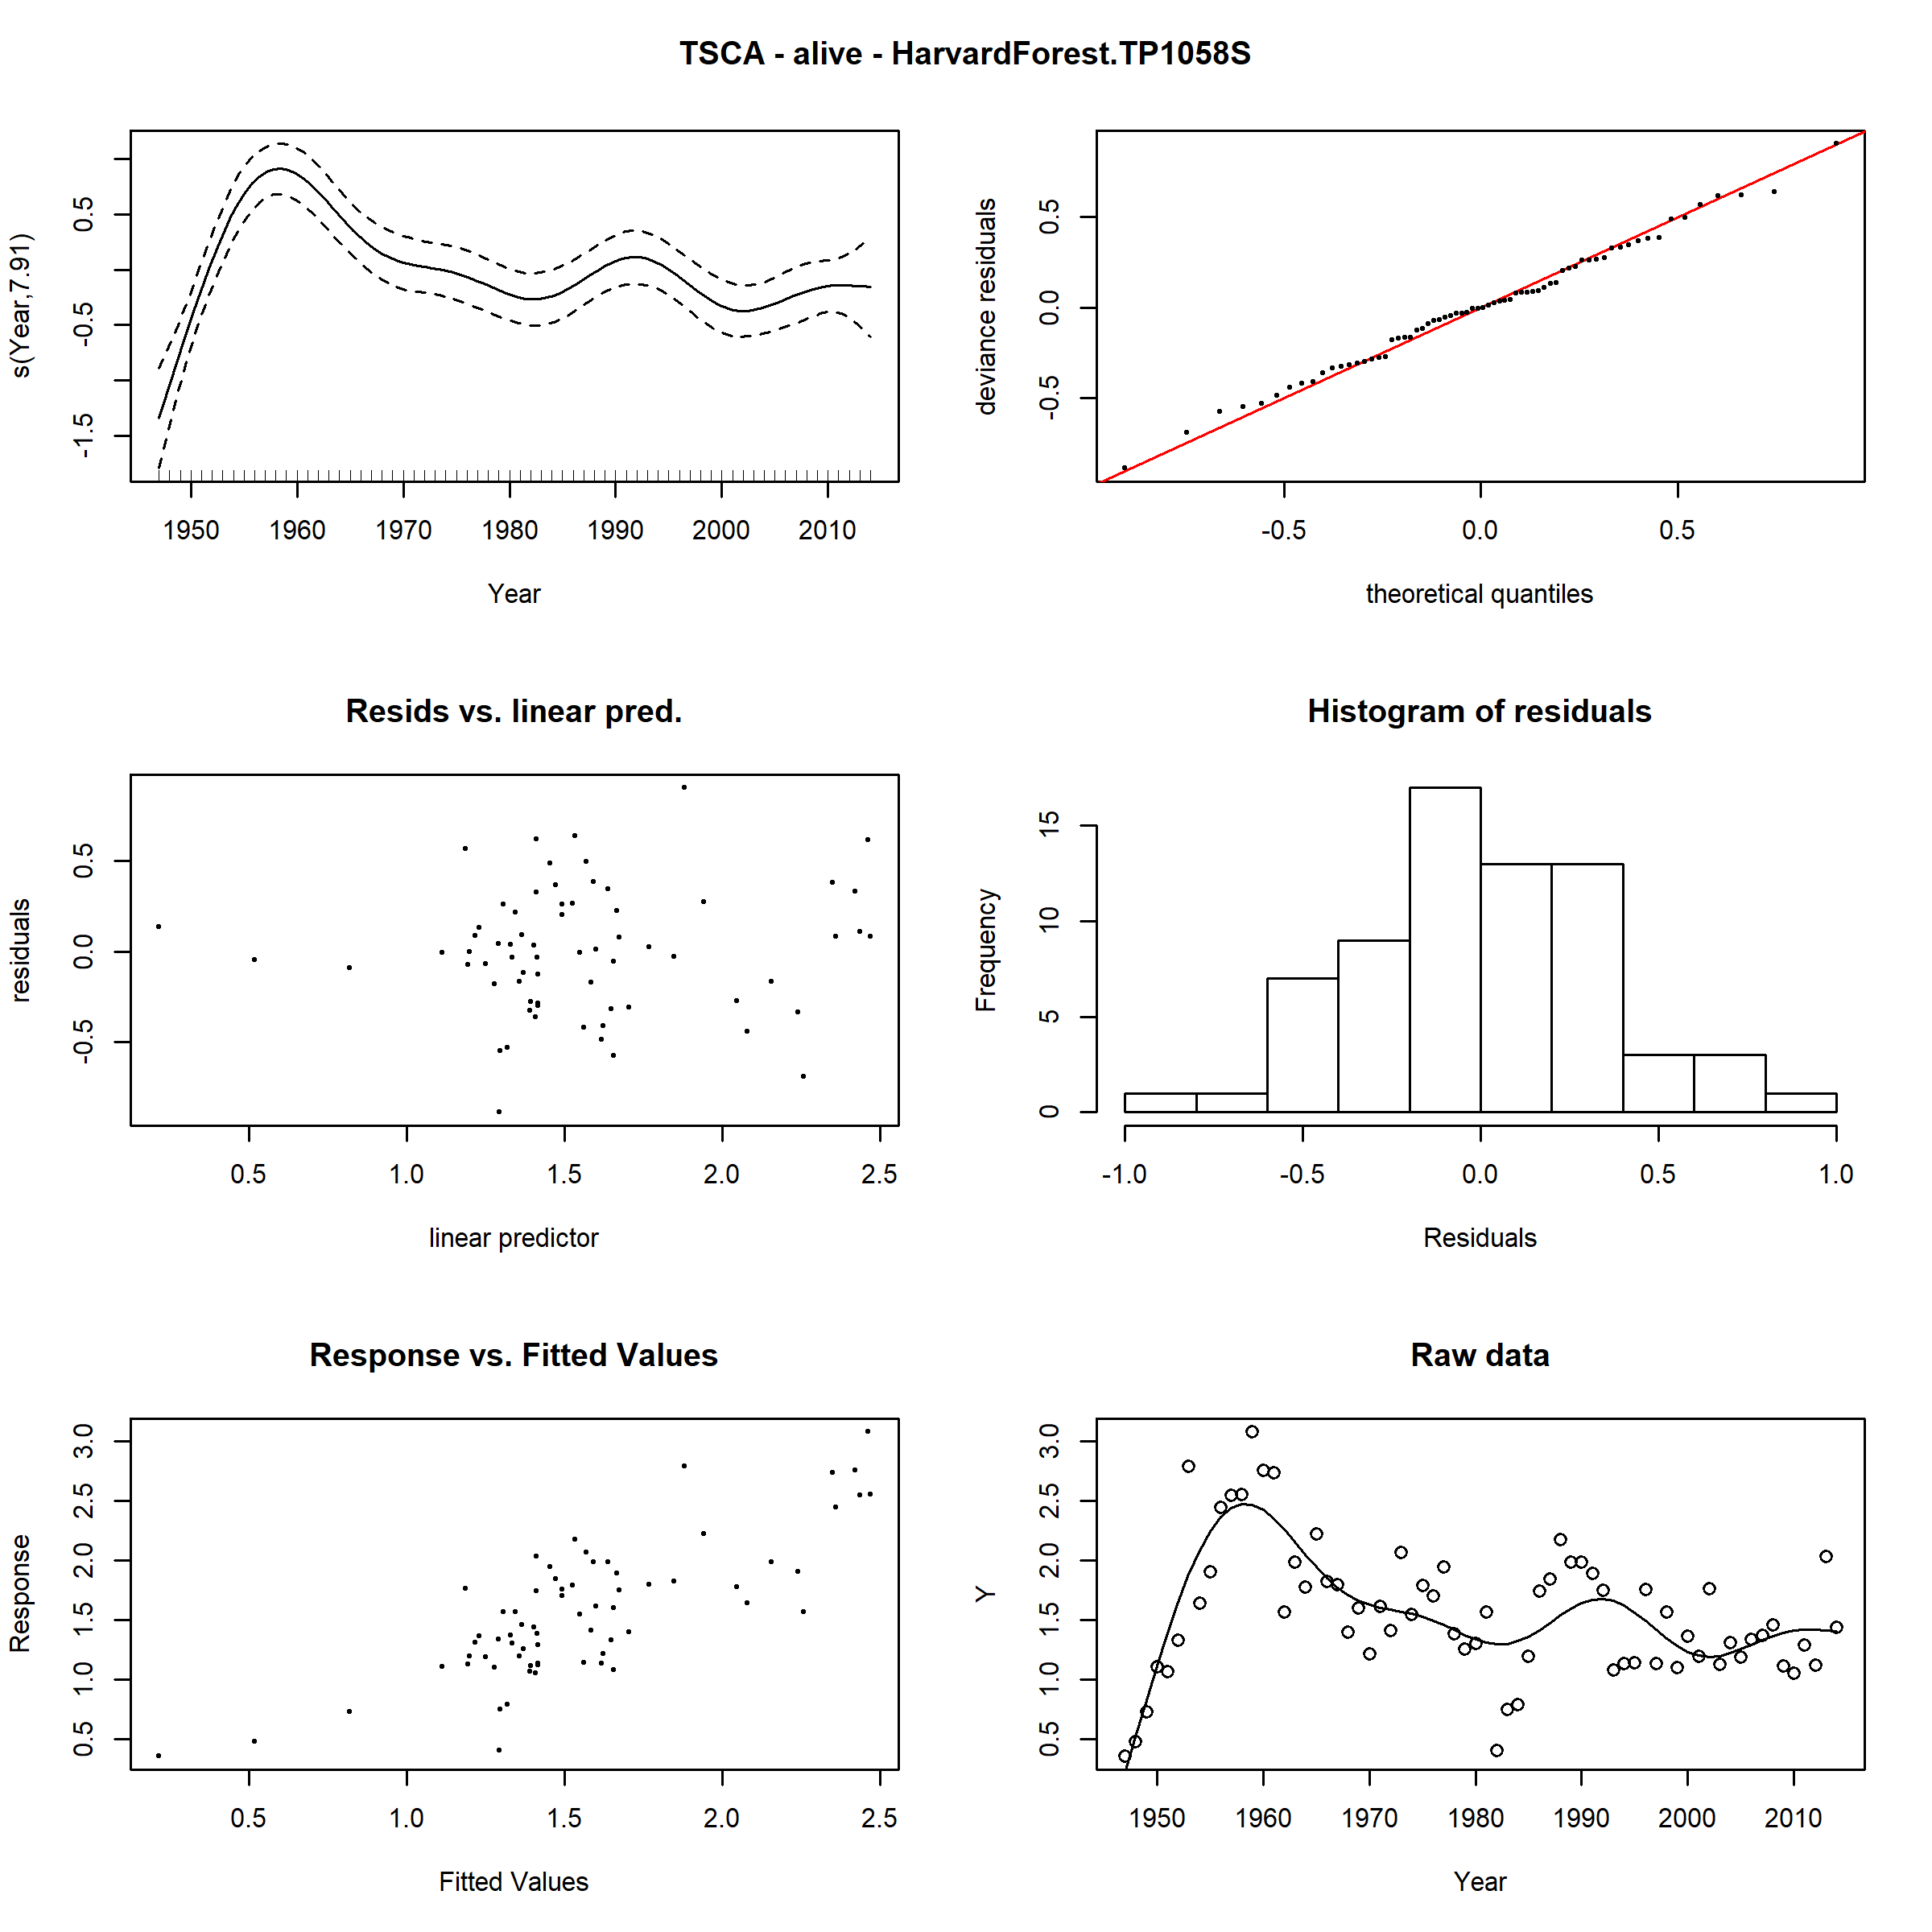 TSCA - alive - HarvardForest.TP1058S
s(Year,7.91)
-1.5 -0.5 0.5
1950 1960 1970 1980 1990 2000 2010
Year
deviance residuals
-0.5 0.0 0.5
-0.5 0.0 0.5
theoretical quantiles
Resids vs. linear pred.
residuals
-0.5 0.0 0.5
0.5 1.0 1.5 2.0 2.5
linear predictor
Histogram of residuals
Frequency
0 5 10 15
-1.0 -0.5 0.0 0.5 1.0
Residuals
Response vs. Fitted Values
Response
0.5 1.0 1.5 2.0 2.5 3.0
0.5 1.0 1.5 2.0 2.5
Fitted Values
Raw data
Y
0.5 1.0 1.5 2.0 2.5 3.0
1950 1960 1970 1980 1990 2000 2010
Year